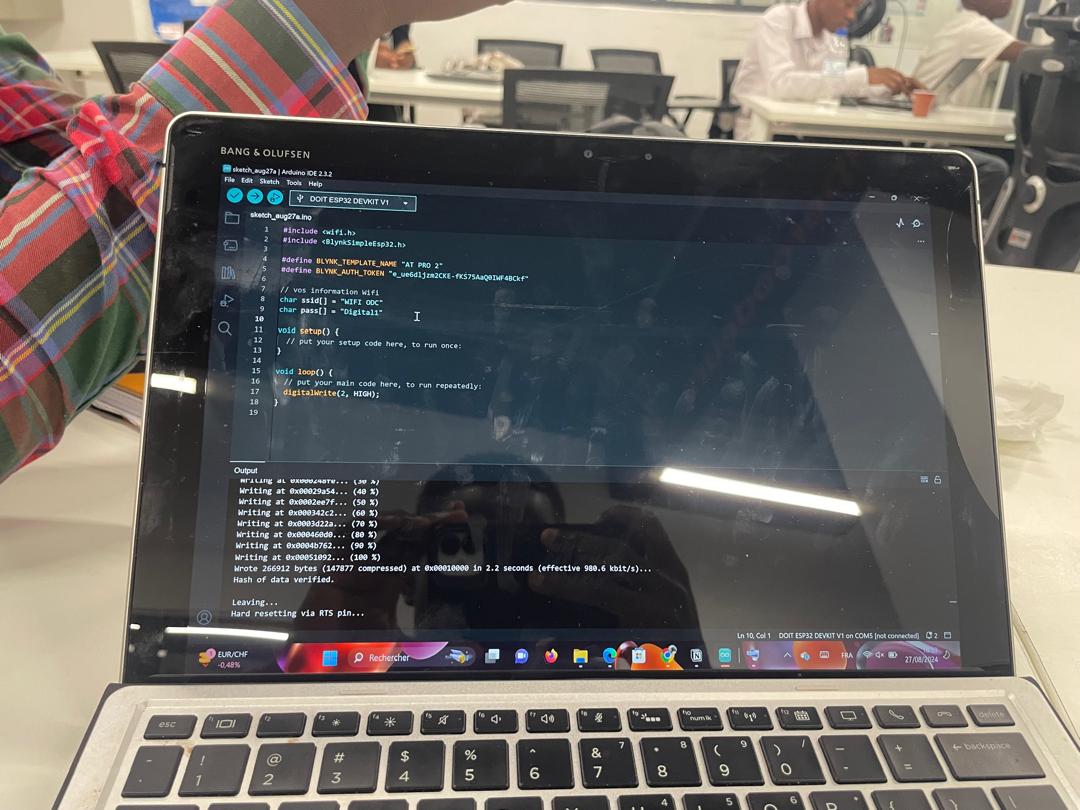 BANG & OLUFSEN
sketch_aug27a | Arduino IDE 2.3.2
File Edit Sketch Tools Help
DOIT ESP32 DEVKIT V1
sketch_aug27a.ino
1 #include <wifi.h>
2 #include <BlynkSimpleEsp32.h>
3
4 #define BLYNK_TEMPLATE_NAME "AT PRO 2"
5 #define BLYNK_AUTH_TOKEN "e_ue6dljzm2CKE-fKS75AaQ0IWF4BCkf"
6
7 // vos information Wifi
8 char ssid[] = "WIFI ODC"
9 char pass[] = "Digital1"
10
11 void setup() {
12 // put your setup code here, to run once:
13 }
14
15 void loop() {
16 // put your main code here, to run repeatedly:
17 digitalWrite(2, HIGH);
18 }
19
Output
Writing at 0x000248fe... (30 %)
Writing at 0x00029a54... (40 %)
Writing at 0x0002ee7f... (50 %)
Writing at 0x000342c2... (60 %)
Writing at 0x0003d22a... (70 %)
Writing at 0x000460d0... (80 %)
Writing at 0x0004b762... (90 %)
Writing at 0x00051092... (100 %)
Wrote 266912 bytes (147877 compressed) at 0x00010000 in 2.2 seconds (effective 980.6 kbit/s)...
Hash of data verified.
Leaving...
Hard resetting via RTS pin...
Ln 10, Col 1 DOIT ESP32 DEVKIT V1 on COM5 [not connected] 2
EUR/CHF
-0,48%
Rechercher
FRA
27/08/2024
esc f1 f2 f3 f4 f5 f6 f7 f8 f9 f10 num lk f11 f12 delete
! @ # $ % ^ & 7 * 8 ( 9 ) / _ + backspace
1 2 3 4 5 6 7 8 9 0 - =
4 5 6